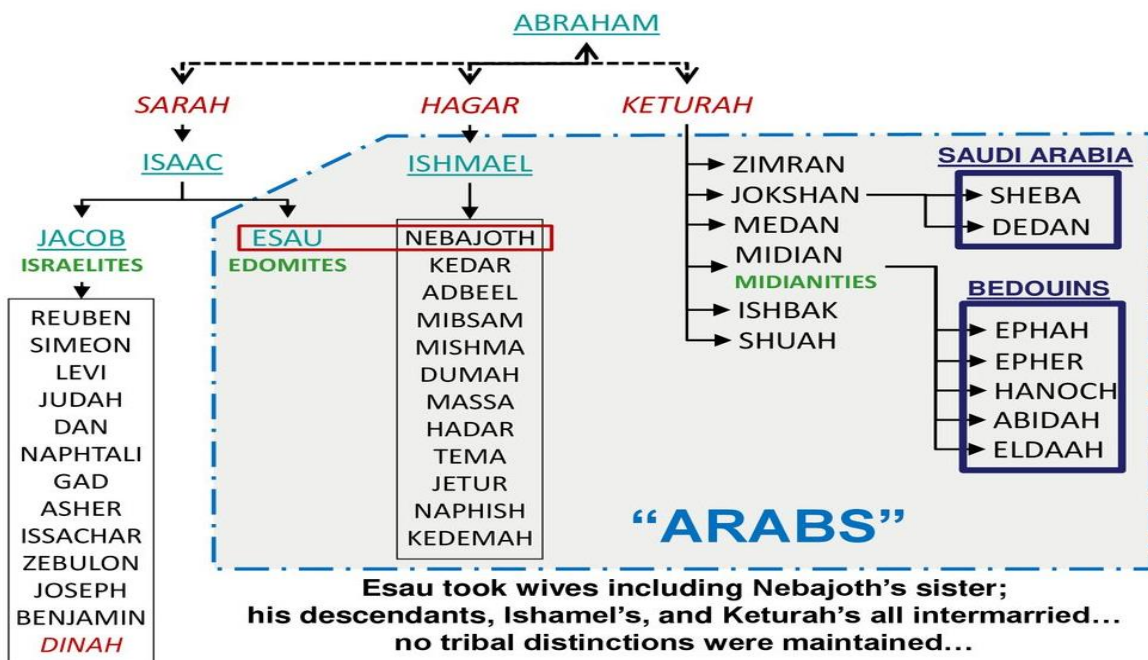 ABRAHAM
SARAH
HAGAR
KETURAH
ISAAC
ISHMAEL
JACOB
ISRAELITES
REUBEN
SIMEON
LEVI
JUDAH
DAN
NAPHTALI
GAD
ASHER
ISSACHAR
ZEBULON
JOSEPH
BENJAMIN
DINAH
ESAU
EDOMITES
NEBAJOTH
KEDAR
ADBEEL
MIBSAM
MISHMA
DUMAH
MASSA
HADAR
TEMA
JETUR
NAPHISH
KEDEMAH
ZIMRAN
JOKSHAN
MEDAN
MIDIAN
MIDIANITIES
ISHBAK
SHUAH
SAUDI ARABIA
SHEBA
DEDAN
BEDOUINS
EPHAH
EPHER
HANOCH
ABIDAH
ELDAAH
“ARABS”
Esau took wives including Nebajoth’s sister;
his descendants, Ishamel’s, and Keturah’s all intermarried…
no tribal distinctions were maintained…